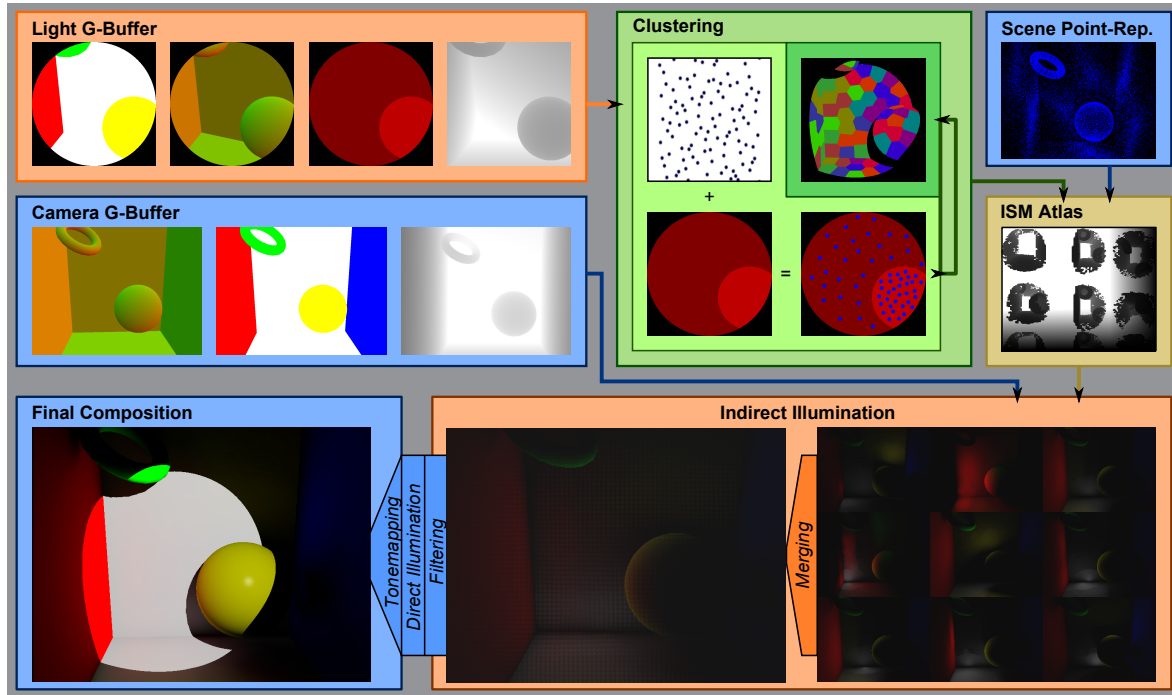 Light G-Buffer
Clustering
Scene Point-Rep.
+
=
Camera G-Buffer
ISM Atlas
Final Composition
Indirect Illumination
Tonemapping
Direct Illumination
Filtering
Merging